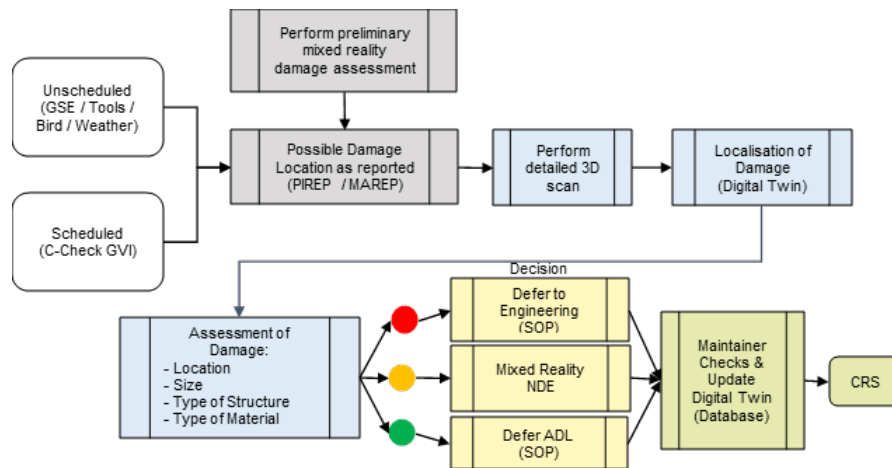 Perform preliminary
mixed reality
damage assessment
Unscheduled
(GSE / Tools /
Bird / Weather)
Possible Damage
Location as reported
(PIREP / MAREP)
Perform
detailed 3D
scan
Localisation of
Damage
(Digital Twin)
Scheduled
(C-Check GVI)
Decision
Assessment of
Damage:
- Location
- Size
- Type of Structure
- Type of Material
Defer to
Engineering
(SOP)
Mixed Reality
NDE
Defer ADL
(SOP)
Maintainer
Checks &
Update
Digital Twin
(Database)
CRS